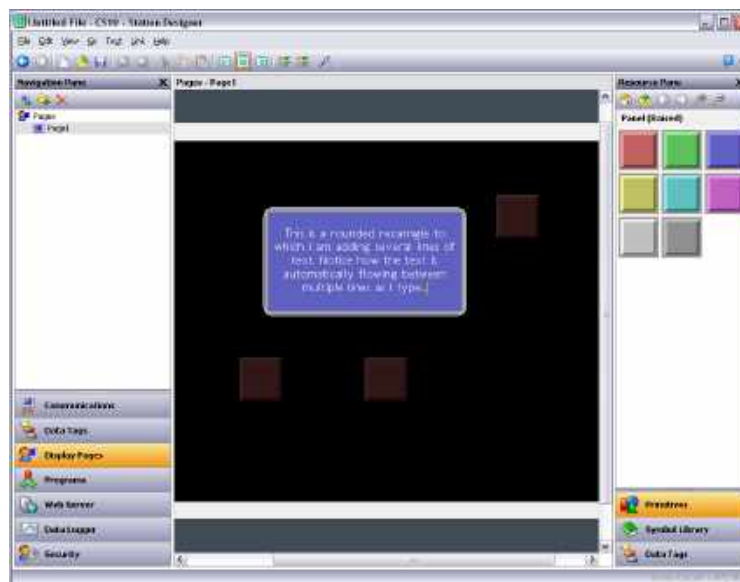 Untitled File - CS10 - Station Designer
File Edit View Go Text Link Help
Navigation Pane
Pages - Page1
Resource Pane
Pages
Page1
Panel (Raised)
This is a rounded rectangle to
which I am adding several lines of
text. Notice how the text is
automatically flowing between
multiple lines as I type.
Communications
Data Tags
Display Pages
Programs
Web Server
Data Logger
Security
Primitives
Symbol Library
Data Tags